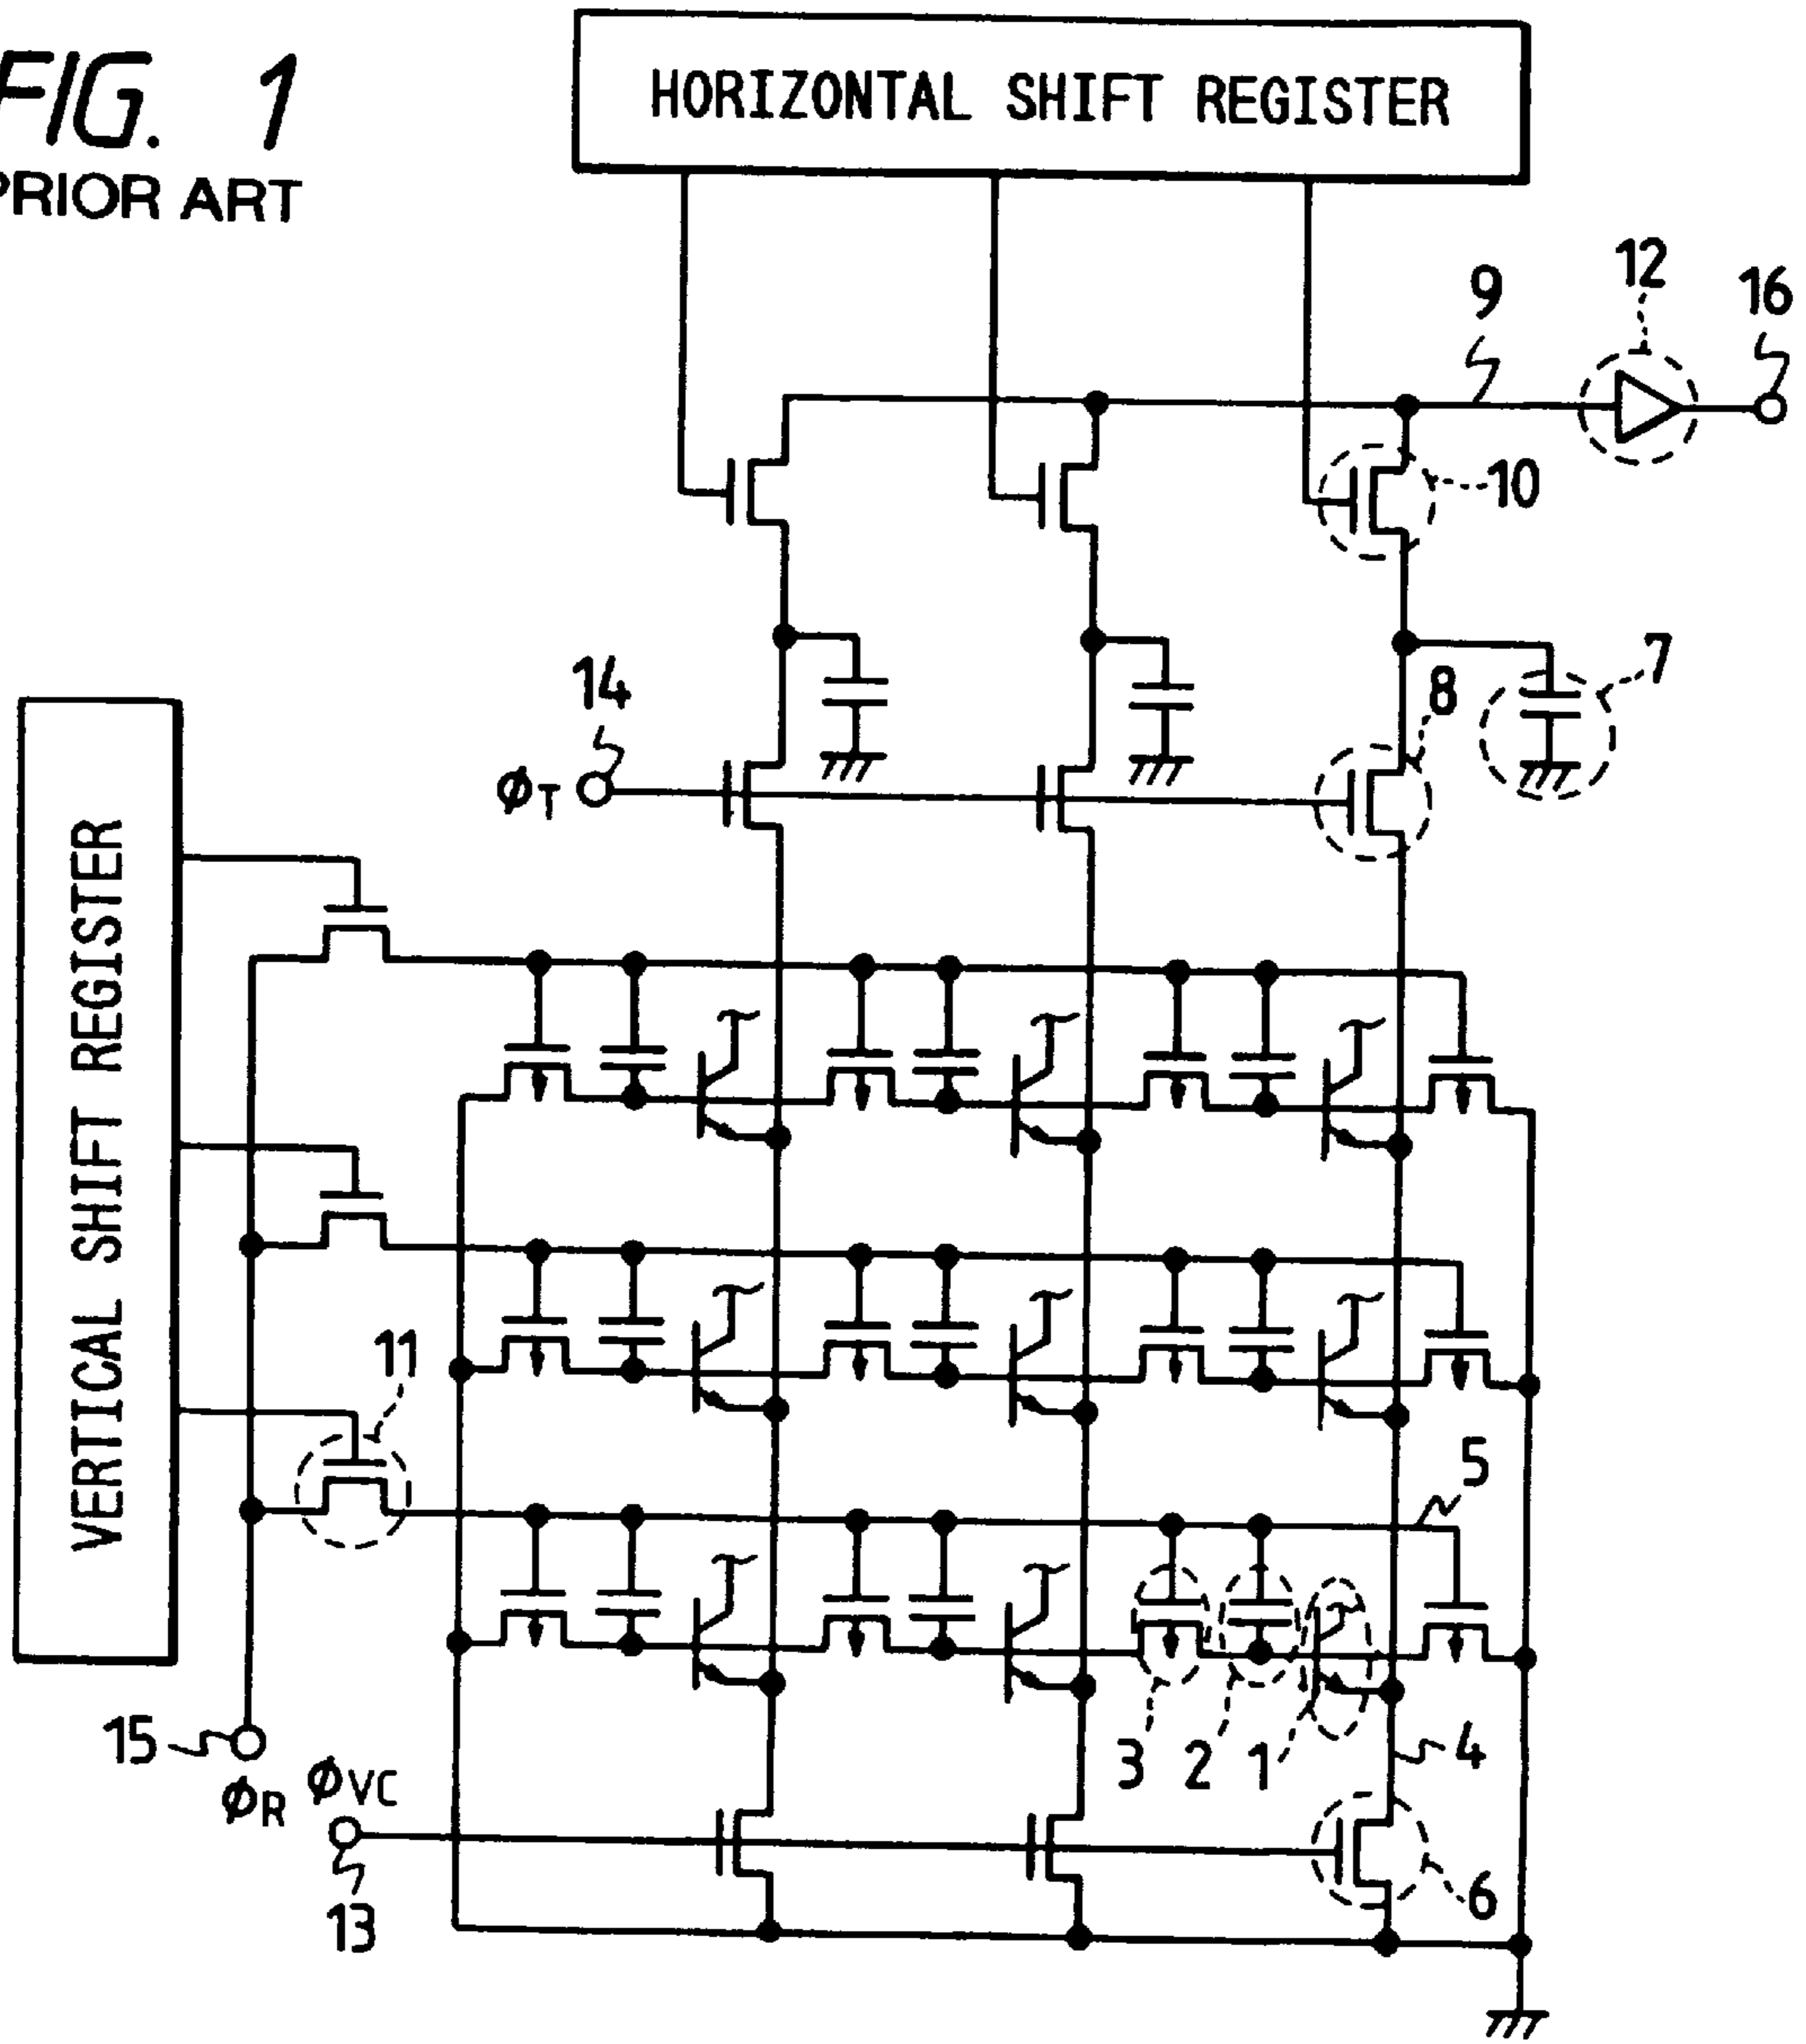 FIG. 1
PRIOR ART
HORIZONTAL SHIFT REGISTER
12
16
9
10
7
14
8
ϕT
VERTICAL SHIFT REGISTER
11
5
15
3
2
1
4
ϕR
ϕVC
6
13